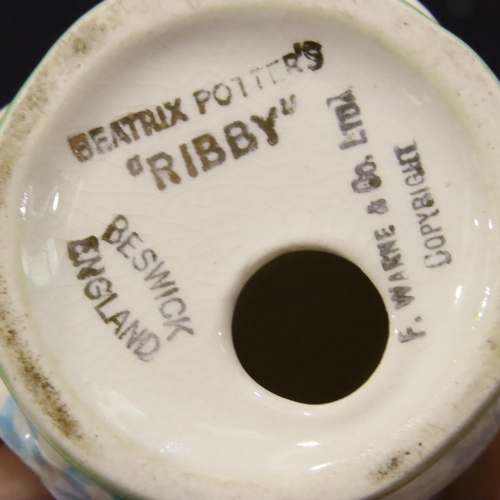 BEATRIX POTTER'S
"RIBBY"
F. WARNE & CO. LTD
COPYRIGHT
BESWICK
ENGLAND